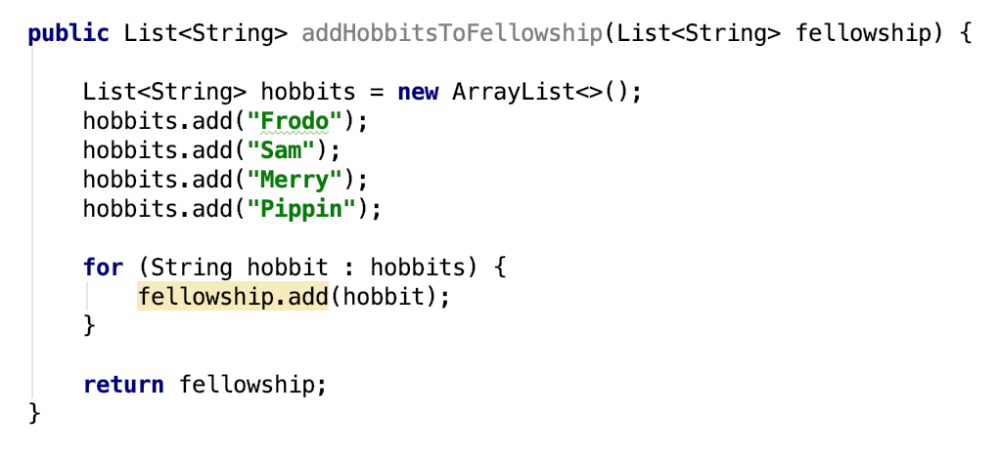 public List<String> addHobbitsToFellowship(List<String> fellowship) {
List<String> hobbits = new ArrayList<>();
hobbits.add("Frodo");
hobbits.add("Sam");
hobbits.add("Merry");
hobbits.add("Pippin");
for (String hobbit : hobbits) {
fellowship.add(hobbit);
}
return fellowship;
}